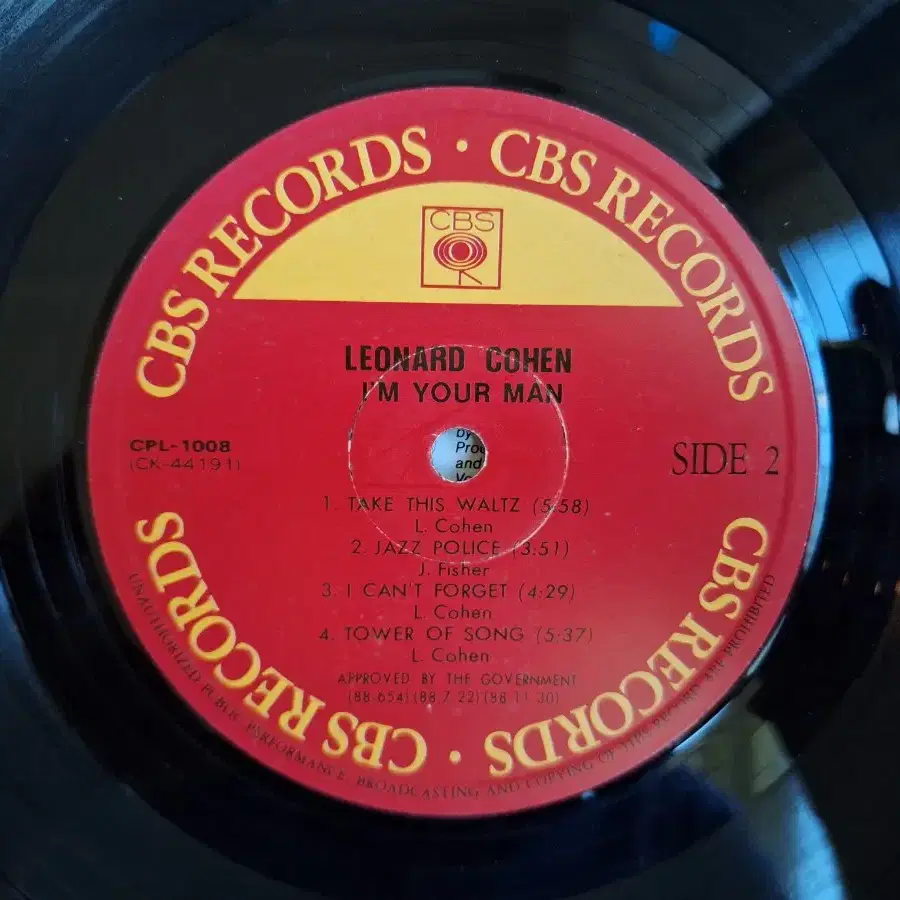 CBS RECORDS · CBS RECORDS
CBS
LEONARD COHEN
I'M YOUR MAN
CPL-1008
(CK-44191)
SIDE 2
by
and
1. TAKE THIS WALTZ (5:58)
L. Cohen
2. JAZZ POLICE (3:51)
J. Fisher
3. I CAN'T FORGET (4:29)
L. Cohen
4. TOWER OF SONG (5:37)
L. Cohen
APPROVED BY THE GOVERNMENT
(88-654) (88.7.22) (88.11.30)
CBS RECORDS · CBS RECORDS
UNAUTHORIZED PUBLIC PERFORMANCE, BROADCASTING AND COPYING OF THIS RECORD ARE PROHIBITED